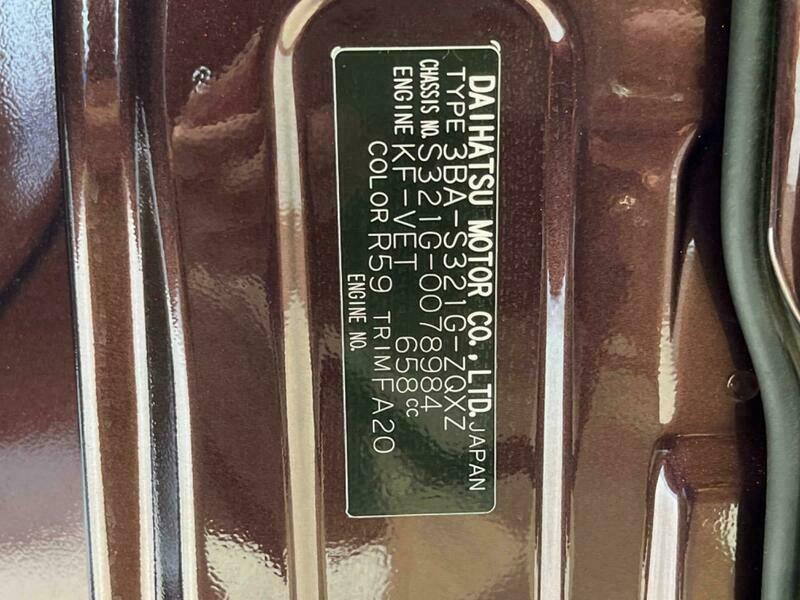 DAIHATSU MOTOR CO., LTD. JAPAN
TYPE 3BA-S321G-ZQXZ
CHASSIS NO. S321G-0078984
ENGINE KF-VET 658cc
COLOR R59 TRIM FA20
ENGINE NO.